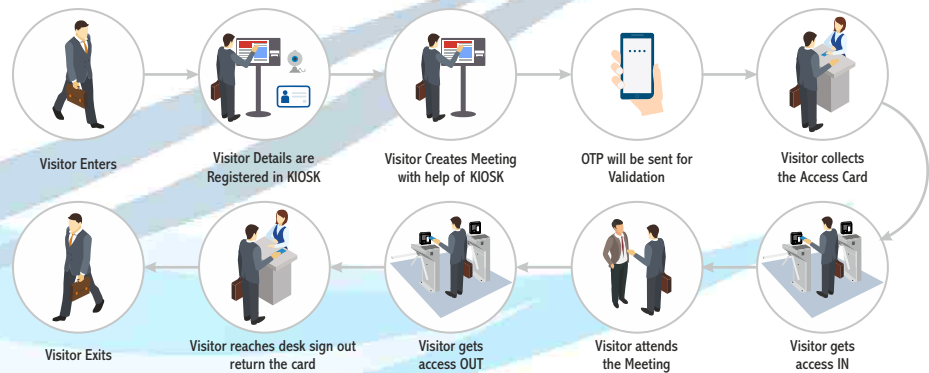 Visitor Enters
Visitor Details are
Registered in KIOSK
Visitor Creates Meeting
with help of KIOSK
OTP will be sent for
Validation
Visitor collects
the Access Card
Visitor Exits
Visitor reaches desk sign out
return the card
Visitor gets
access OUT
Visitor attends
the Meeting
Visitor gets
access IN